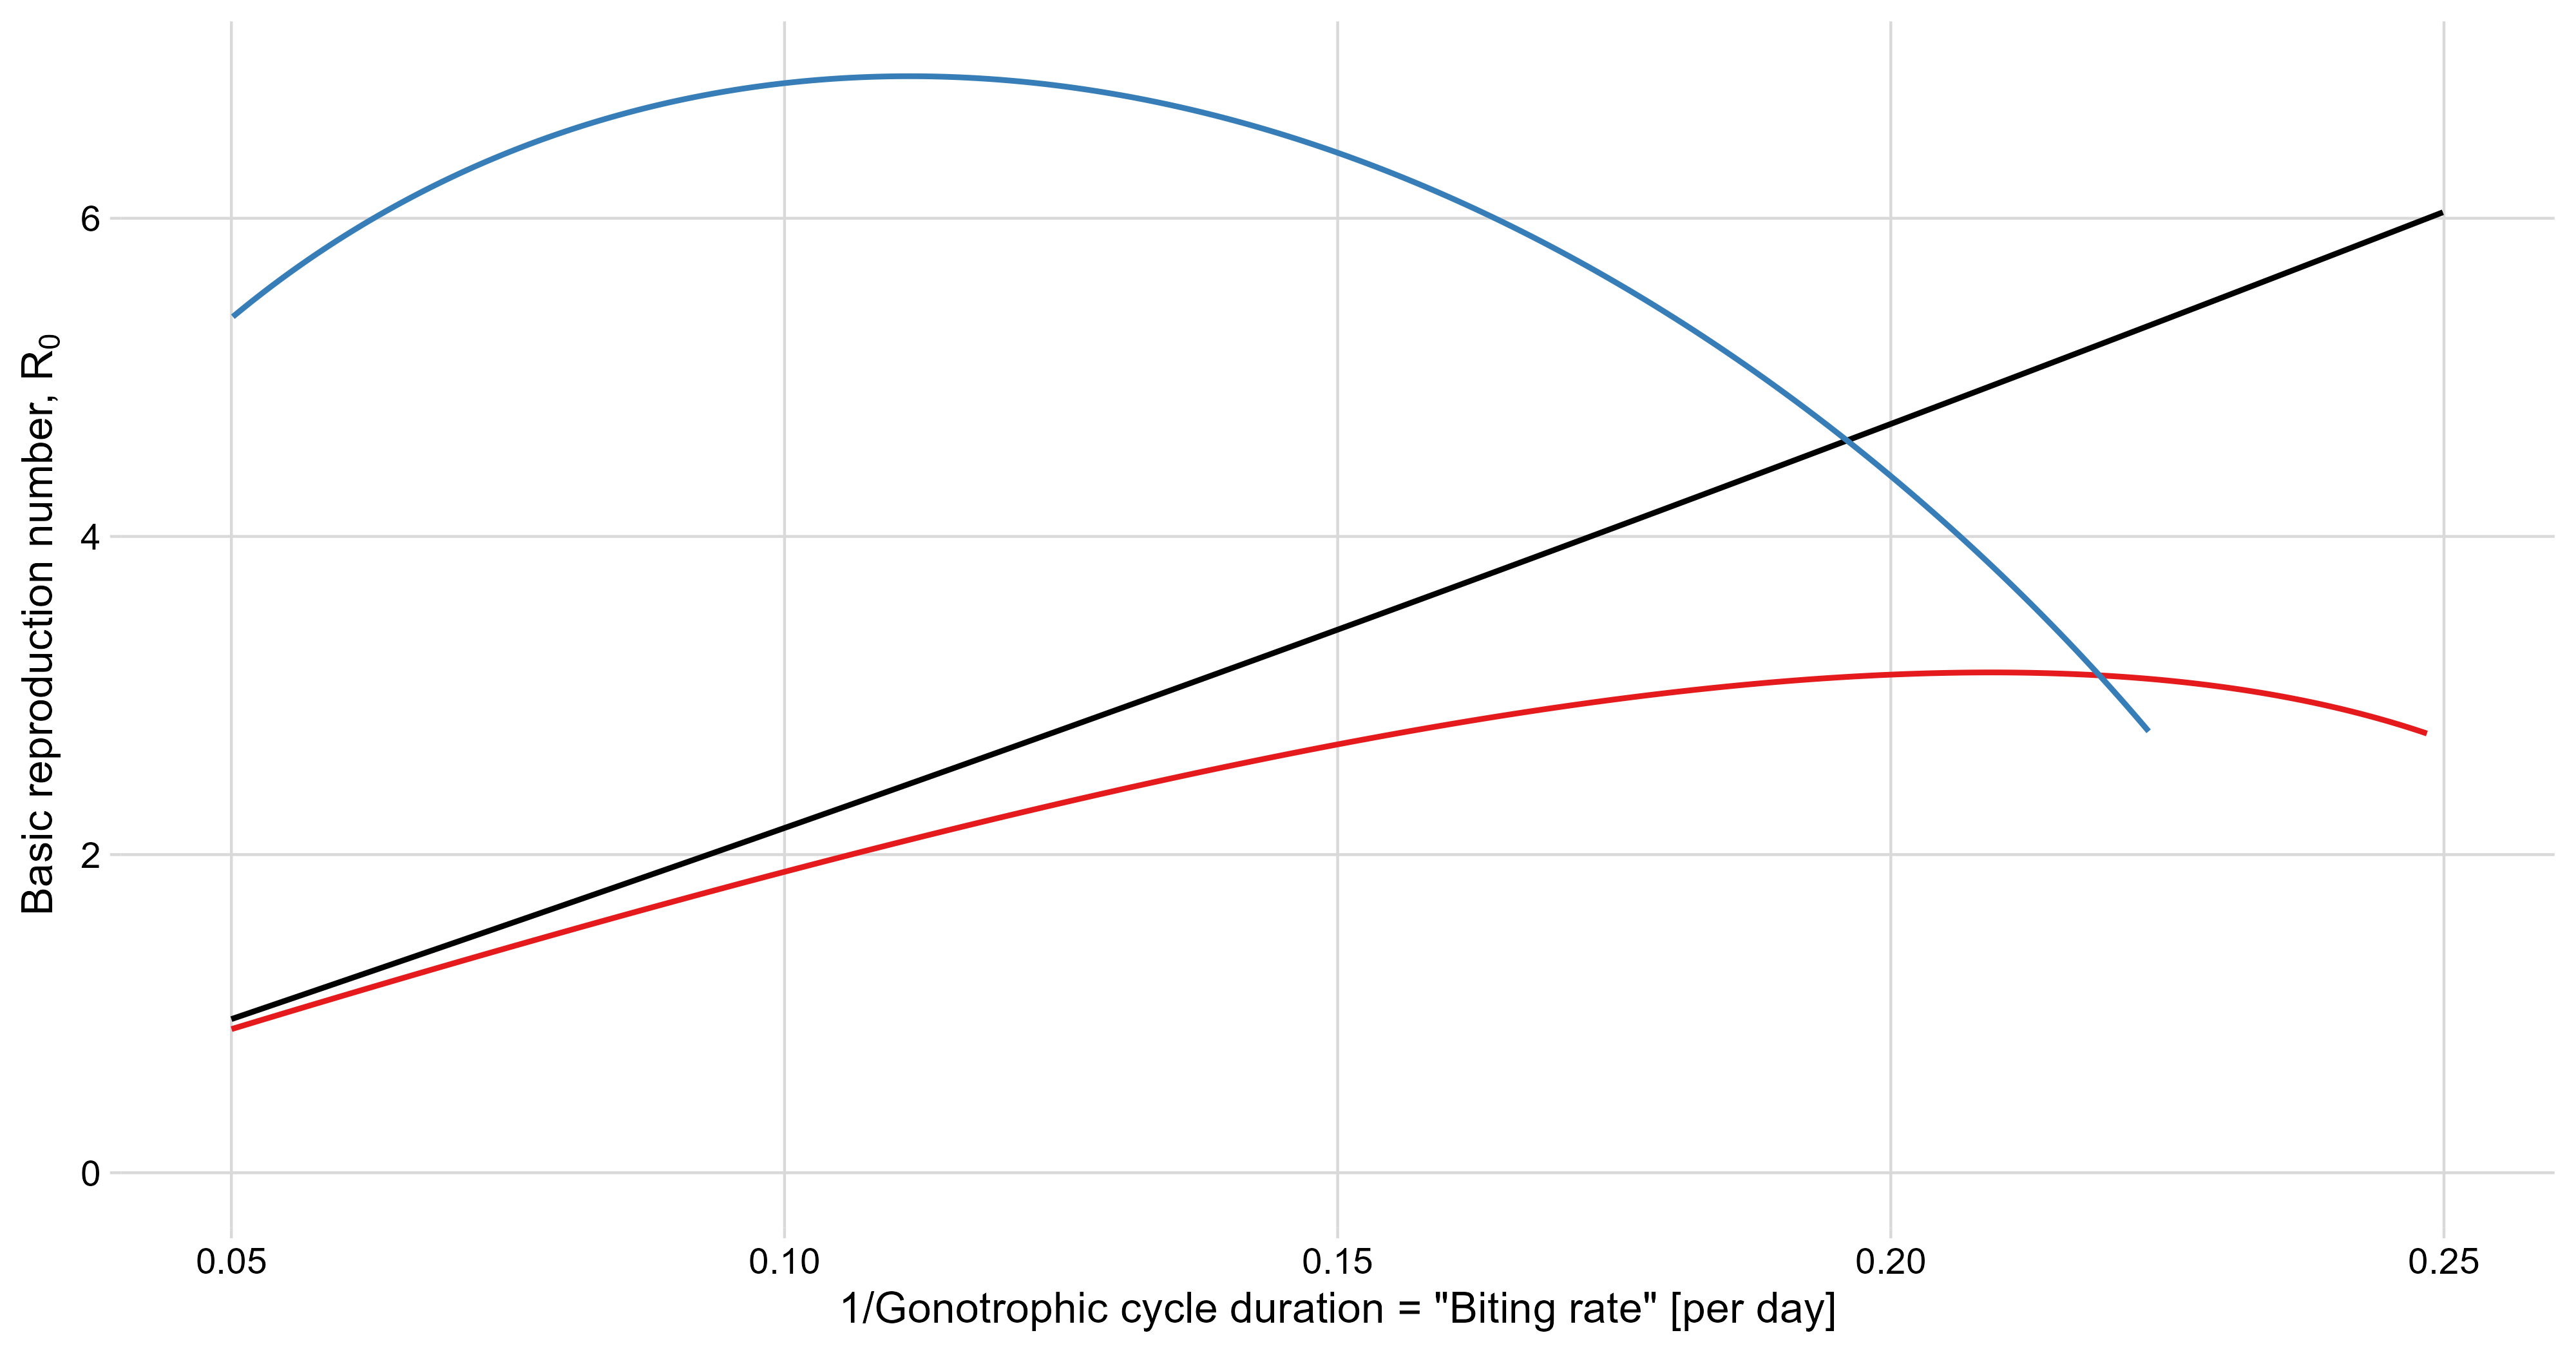 Basic reproduction number, R₀
6
4
2
0
0.05 0.10 0.15 0.20 0.25
1/Gonotrophic cycle duration = "Biting rate" [per day]